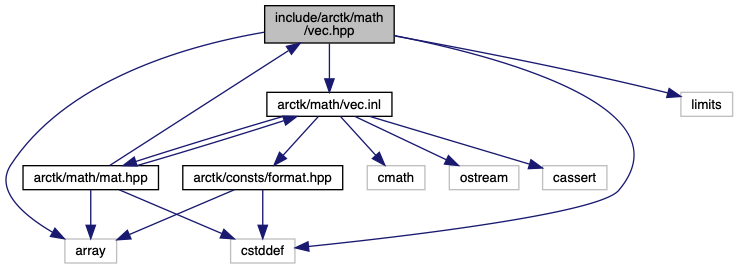 include/arctk/math
/vec.hpp
arctk/math/vec.inl
limits
arctk/math/mat.hpp
arctk/consts/format.hpp
cmath
ostream
cassert
array
cstddef